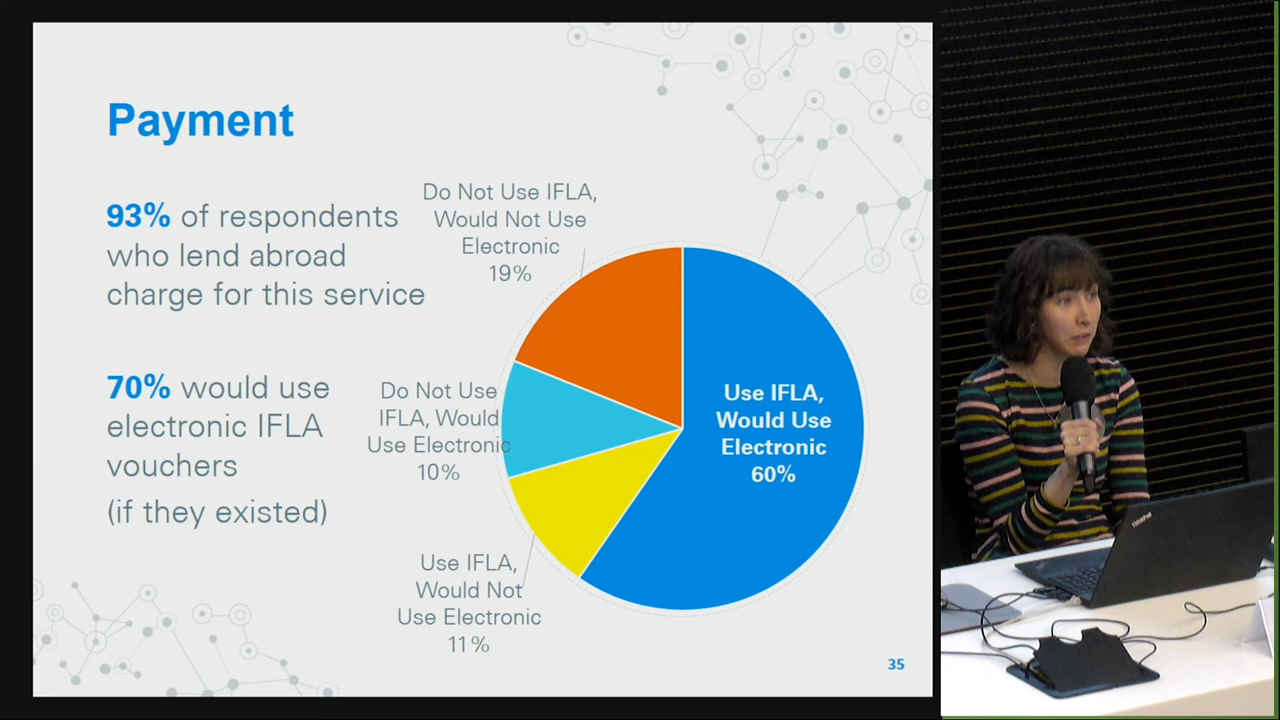 Payment
93% of respondents
who lend abroad
charge for this service
70% would use
electronic IFLA
vouchers
(if they existed)
Do Not Use IFLA,
Would Not Use
Electronic
19%
Do Not Use
IFLA, Would
Use Electronic
10%
Use IFLA,
Would Not
Use Electronic
11%
Use IFLA,
Would Use
Electronic
60%
35
ThinkPad